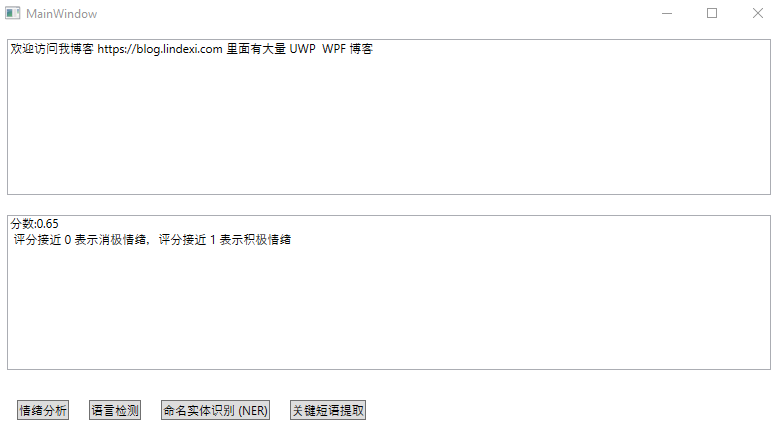 MainWindow
欢迎访问我博客 https://blog.lindexi.com 里面有大量 UWP  WPF 博客
分数:0.65
评分接近 0 表示消极情绪，评分接近 1 表示积极情绪
情绪分析 语言检测 命名实体识别 (NER) 关键短语提取